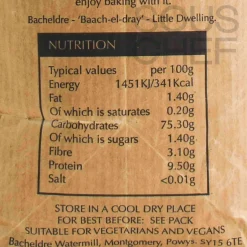 enjoy baking with it.
Bacheldre - 'Baach-el-dray' - Little Dwelling.
NUTRITION
Typical values per 100g
Energy 1451KJ/341Kcal
Fat 1.40g
Of which is saturates 0.20g
Carbohydrates 75.30g
Of which is sugars 1.40g
Fibre 3.10g
Protein 9.50g
Salt <0.01g
STORE IN A COOL DRY PLACE
FOR BEST BEFORE: SEE PACK
SUITABLE FOR VEGETARIANS AND VEGANS
Bacheldre Watermill, Montgomery, Powys. SY15 6TE